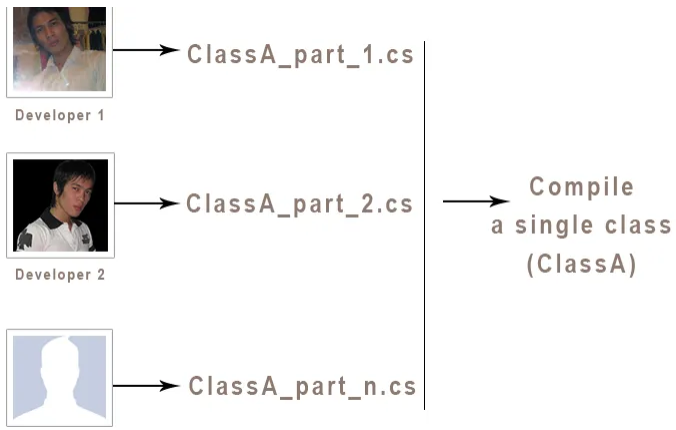 ClassA_part_1.cs
Developer 1
ClassA_part_2.cs
Developer 2
Compile
a single class
(ClassA)
ClassA_part_n.cs